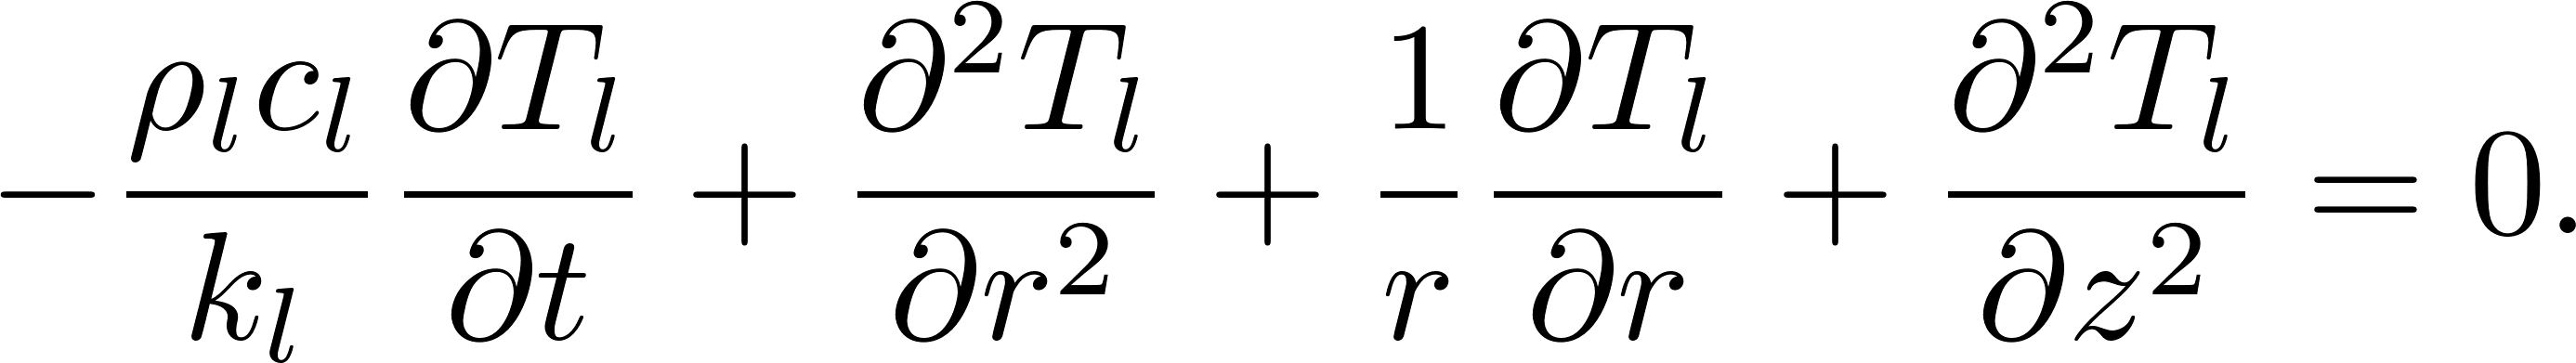 $-\frac{\rho_l c_l}{k_l} \frac{\partial T_l}{\partial t} + \frac{\partial^2 T_l}{\partial r^2} + \frac{1}{r} \frac{\partial T_l}{\partial r} + \frac{\partial^2 T_l}{\partial z^2} = 0.$